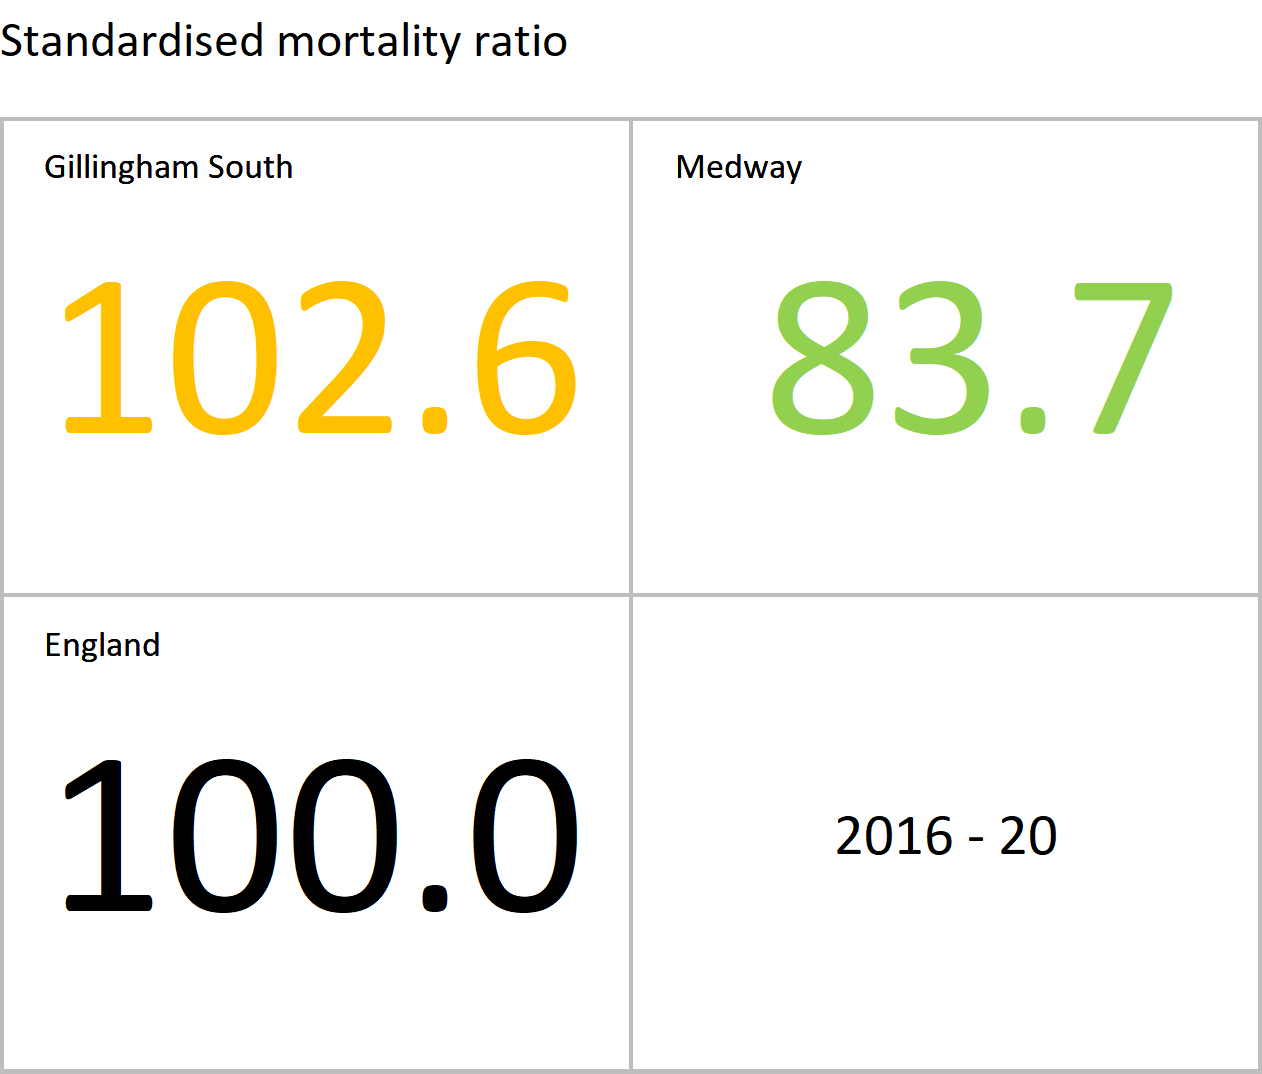 Standardised mortality ratio
Gillingham South
102.6
Medway
83.7
England
100.0
2016 - 20